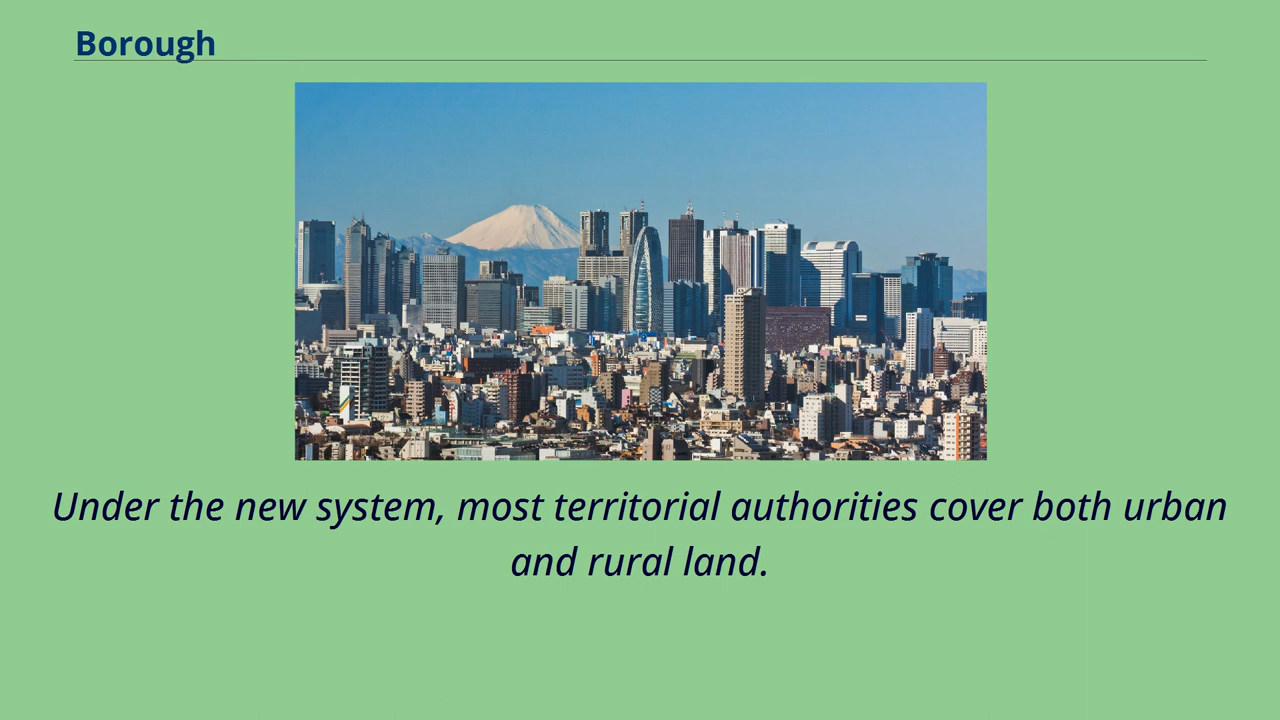 Borough
Under the new system, most territorial authorities cover both urban
and rural land.